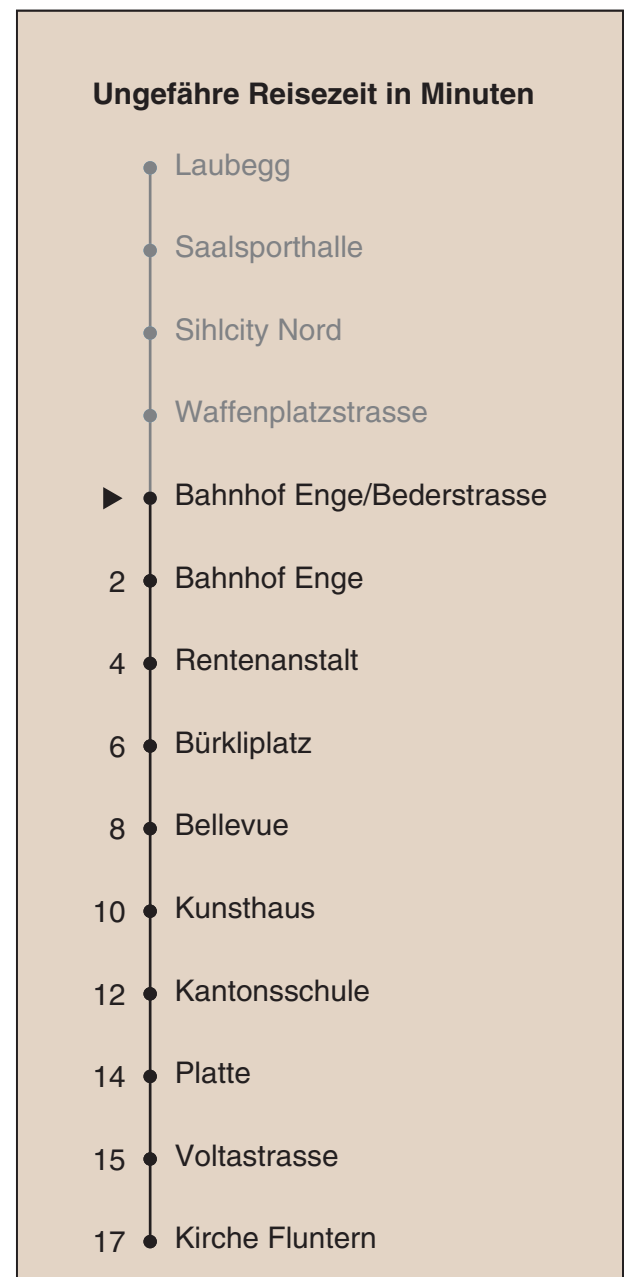 Ungefähre Reisezeit in Minuten
Laubegg
Saalsporthalle
Sihlcity Nord
Waffenplatzstrasse
Bahnhof Enge/Bederstrasse
2 Bahnhof Enge
4 Rentenanstalt
6 Bürkliplatz
8 Bellevue
10 Kunsthaus
12 Kantonsschule
14 Platte
15 Voltastrasse
17 Kirche Fluntern